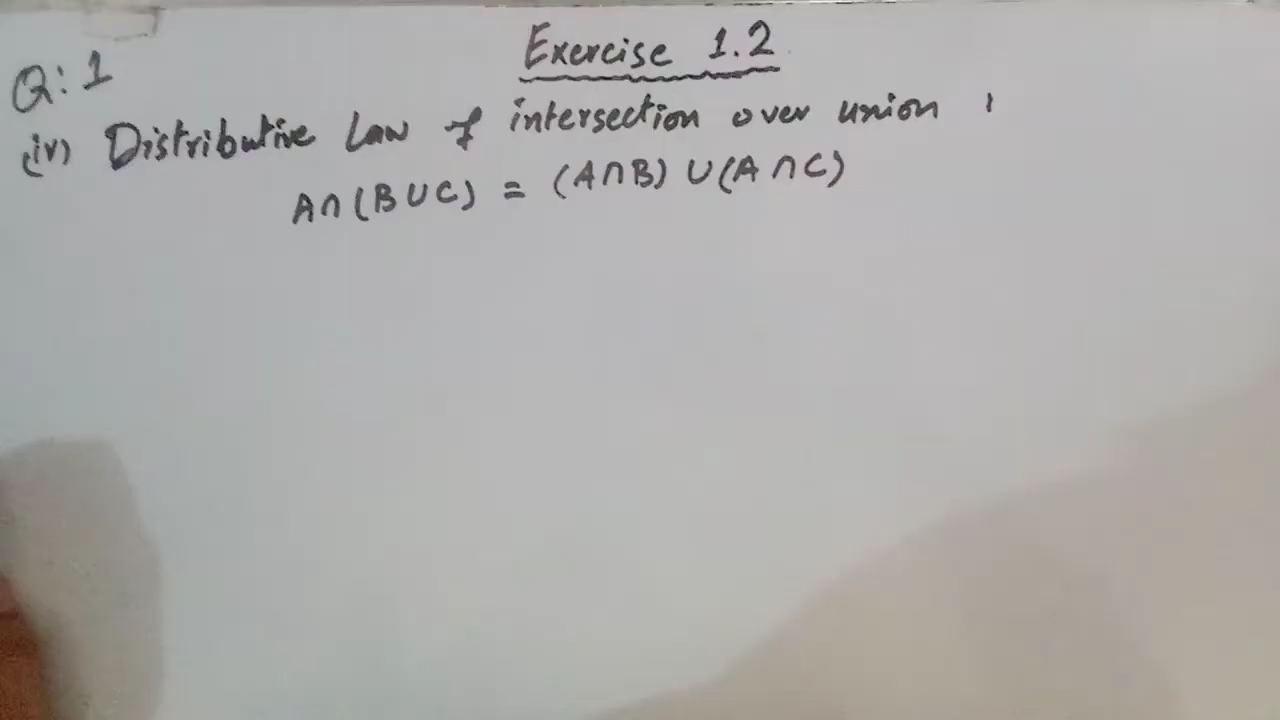 Exercise 1.2
Q:1
(iv) Distributive Law of intersection over union :
A∩(B∪C) = (A∩B) ∪(A∩C)